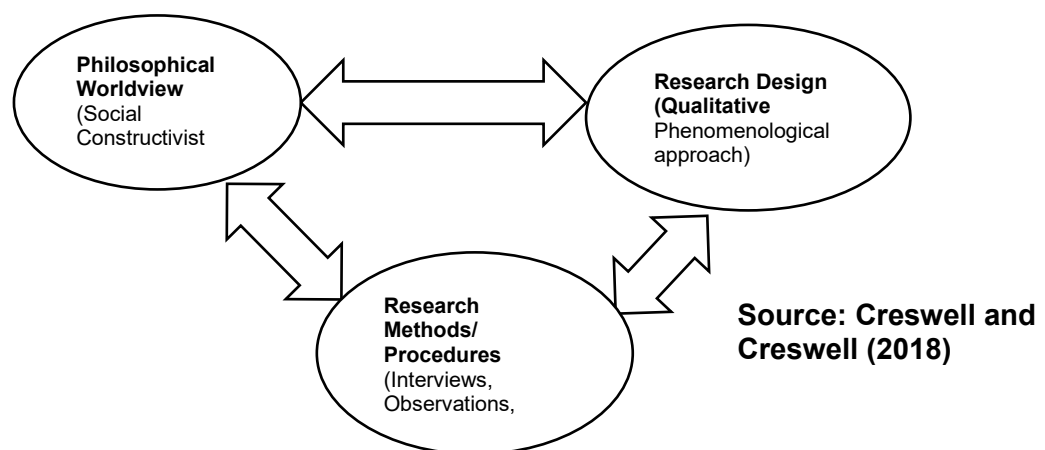 Philosophical
Worldview
(Social
Constructivist
Research Design
(Qualitative
Phenomenological
approach)
Research
Methods/
Procedures
(Interviews,
Observations,
Source: Creswell and
Creswell (2018)